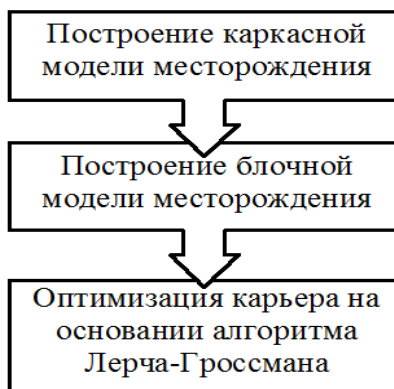 Построение каркасной
модели месторождения
Построение блочной
модели месторождения
Оптимизация карьера на
основании алгоритма
Лерча-Гроссмана